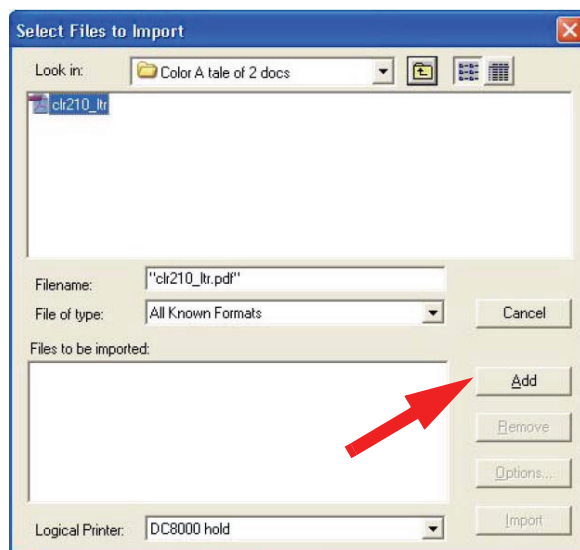 Select Files to Import
Look in: Color A tale of 2 docs
clr210_ltr
Filename: "clr210_ltr.pdf"
File of type: All Known Formats Cancel
Files to be imported:
Add
Remove
Options...
Logical Printer: DC8000 hold Import